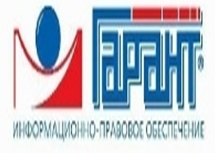 ГАРАНТ®
ИНФОРМАЦИОННО-ПРАВОВОЕ ОБЕСПЕЧЕНИЕ